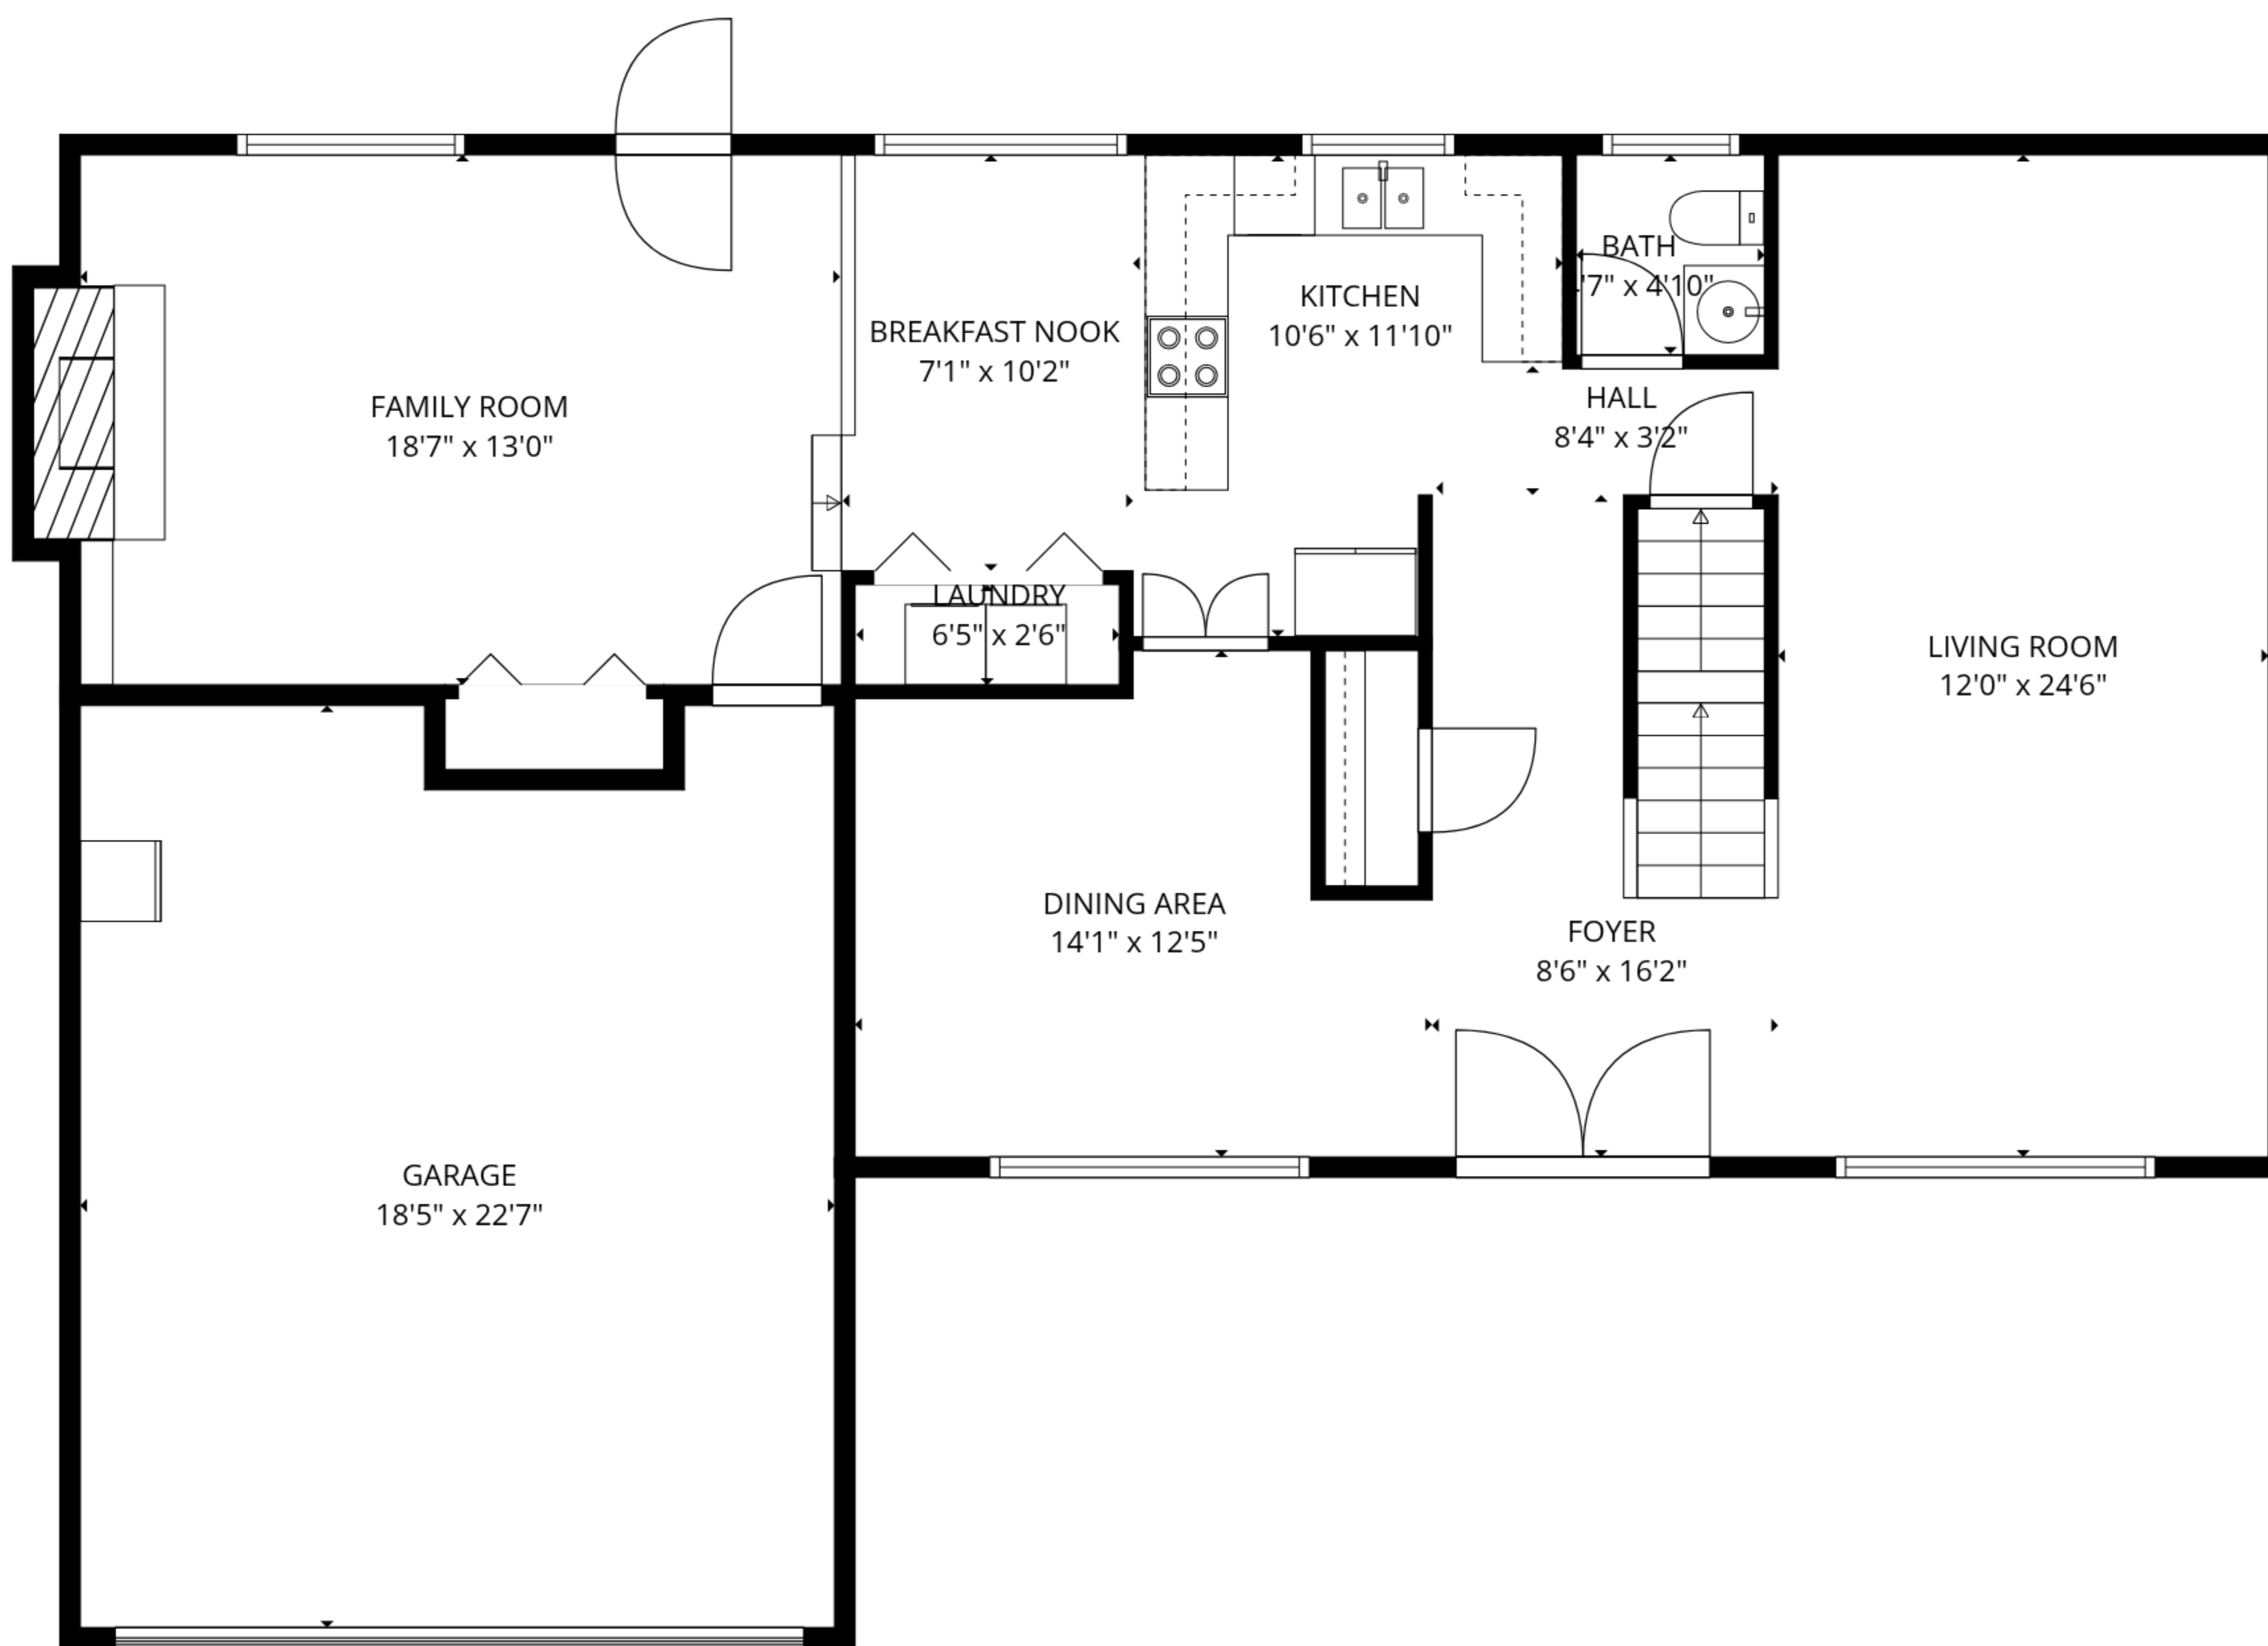 BATH
'7" x 4'10"
KITCHEN
10'6" x 11'10"
BREAKFAST NOOK
7'1" x 10'2"
FAMILY ROOM
18'7" x 13'0"
HALL
8'4" x 3'2"
LAUNDRY
6'5" x 2'6"
LIVING ROOM
12'0" x 24'6"
DINING AREA
14'1" x 12'5"
FOYER
8'6" x 16'2"
GARAGE
18'5" x 22'7"